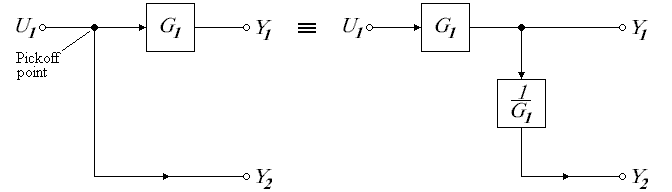 U1 G1 Y1 ≡ U1 G1 Y1
Pickoff
point
1
G1
Y2 Y2